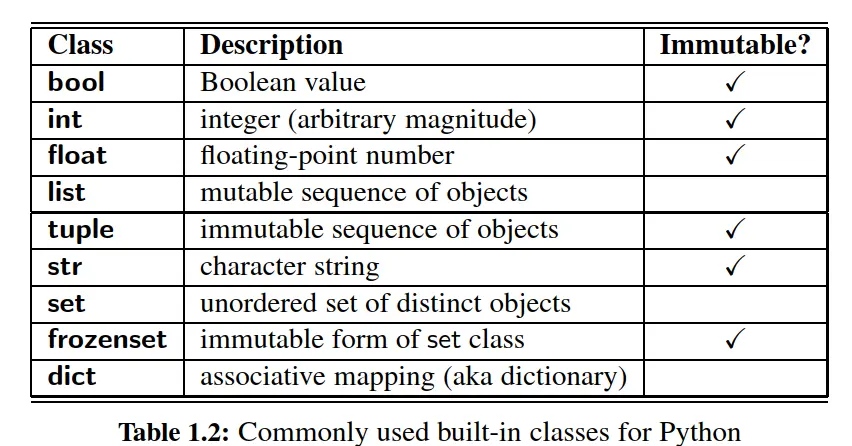 Class Description Immutable?
bool Boolean value ✓
int integer (arbitrary magnitude) ✓
float floating-point number ✓
list mutable sequence of objects
tuple immutable sequence of objects ✓
str character string ✓
set unordered set of distinct objects
frozenset immutable form of set class ✓
dict associative mapping (aka dictionary)
Table 1.2: Commonly used built-in classes for Python